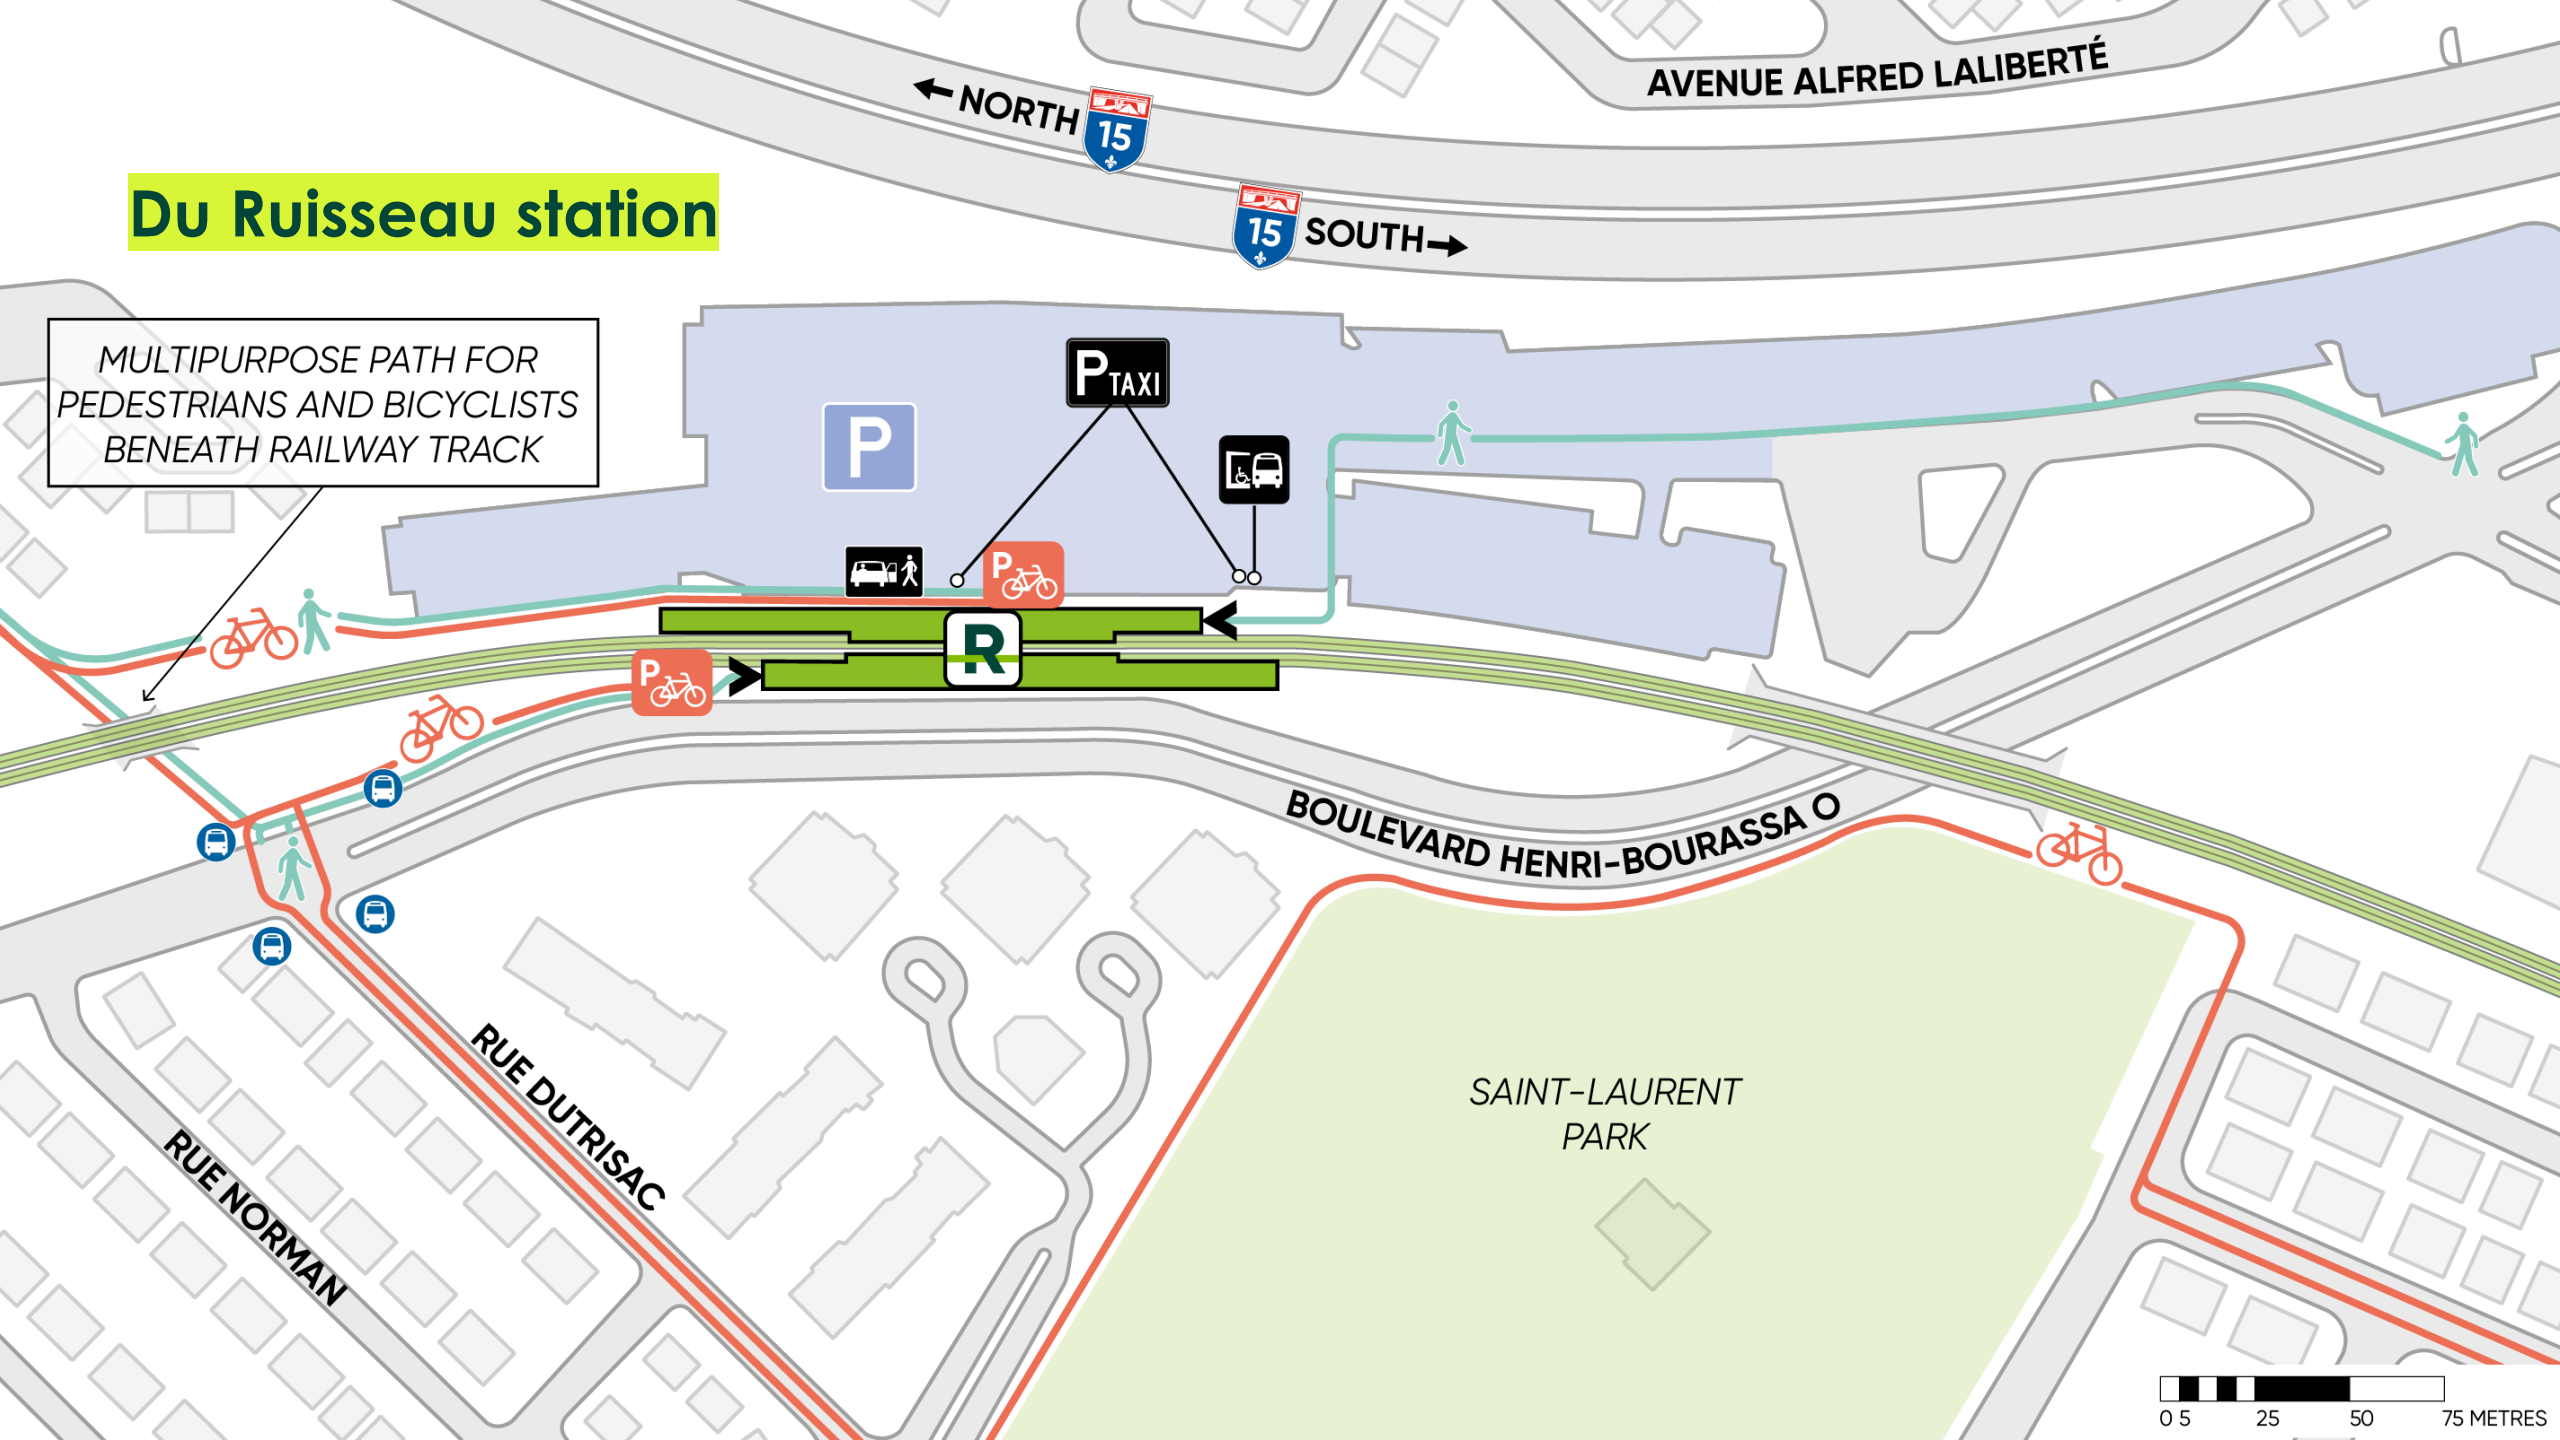 AVENUE ALFRED LALIBERTÉ
← NORTH 15
15 SOUTH →
Du Ruisseau station
MULTIPURPOSE PATH FOR
PEDESTRIANS AND BICYCLISTS
BENEATH RAILWAY TRACK
P TAXI
P
P
R
P
BOULEVARD HENRI-BOURASSA O
RUE DUTRISAC
RUE NORMAN
SAINT-LAURENT
PARK
0 5 25 50 75 METRES